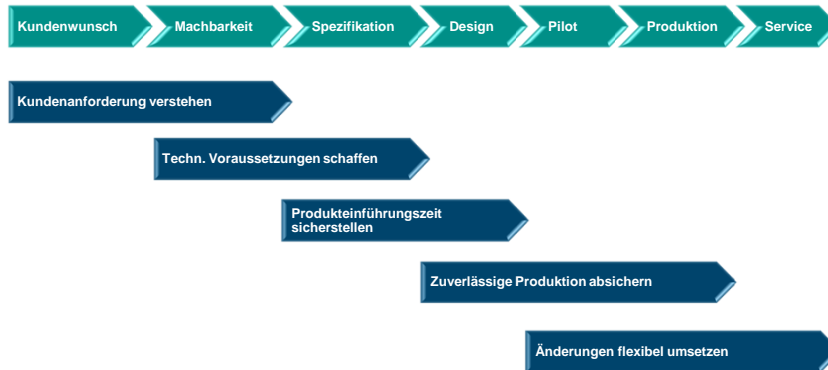 Kundenwunsch
Machbarkeit
Spezifikation
Design
Pilot
Produktion
Service
Kundenanforderung verstehen
Techn. Voraussetzungen schaffen
Produkteinführungszeit
sicherstellen
Zuverlässige Produktion absichern
Änderungen flexibel umsetzen